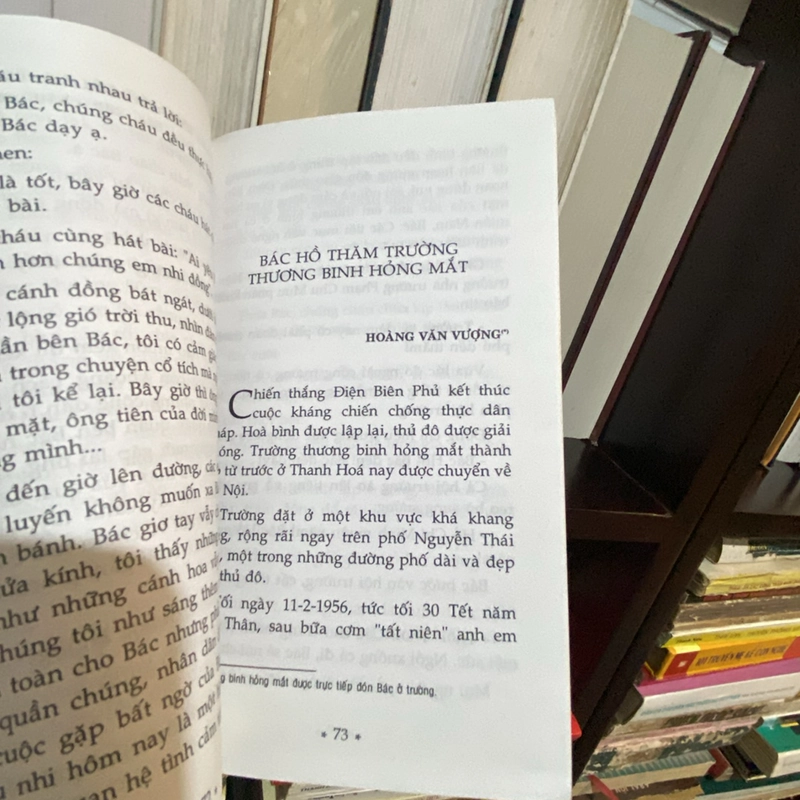 ấu tranh nhau trả lời:
Bác, chúng cháu đều
Bác dạy ạ.
en:
là tốt, bây giờ các cháu
bài.
háu cùng hát bài: "Ai
hơn chúng em nhi đồng
cánh đồng bát ngát,
lộng gió trời thu, nhìn
ần bên Bác, tôi có cảm
trong chuyện cổ tích mà
tôi kể lại. Bây giờ thì
mặt, ông tiên của đời
g mình...
đến giờ lên đường, các
luyến không muốn xa
bánh. Bác giơ tay vẫy
ửa kính, tôi thấy những
như những cánh hoa
húng tôi như sáng thêm
toàn cho Bác nhưng
quần chúng, nhân dân
cuộc gặp bất ngờ của
nhi hôm nay là một
an hệ tình cảm
BÁC HỒ THĂM TRƯỜNG
THƯƠNG BINH HỎNG MẮT
HOÀNG VĂN VƯỢNG(*)
Chiến thắng Điện Biên Phủ kết thúc
cuộc kháng chiến chống thực dân
áp. Hoà bình được lập lại, thủ đô được giải
óng. Trường thương binh hỏng mắt thành
từ trước ở Thanh Hoá nay được chuyển về
Nội.
Trường đặt ở một khu vực khá khang
g, rộng rãi ngay trên phố Nguyễn Thái
, một trong những đường phố dài và đẹp
thủ đô.
ối ngày 11-2-1956, tức tối 30 Tết năm
Thân, sau bữa cơm "tất niên" anh em
g binh hỏng mắt được trực tiếp đón Bác ở trường.
* 73 *